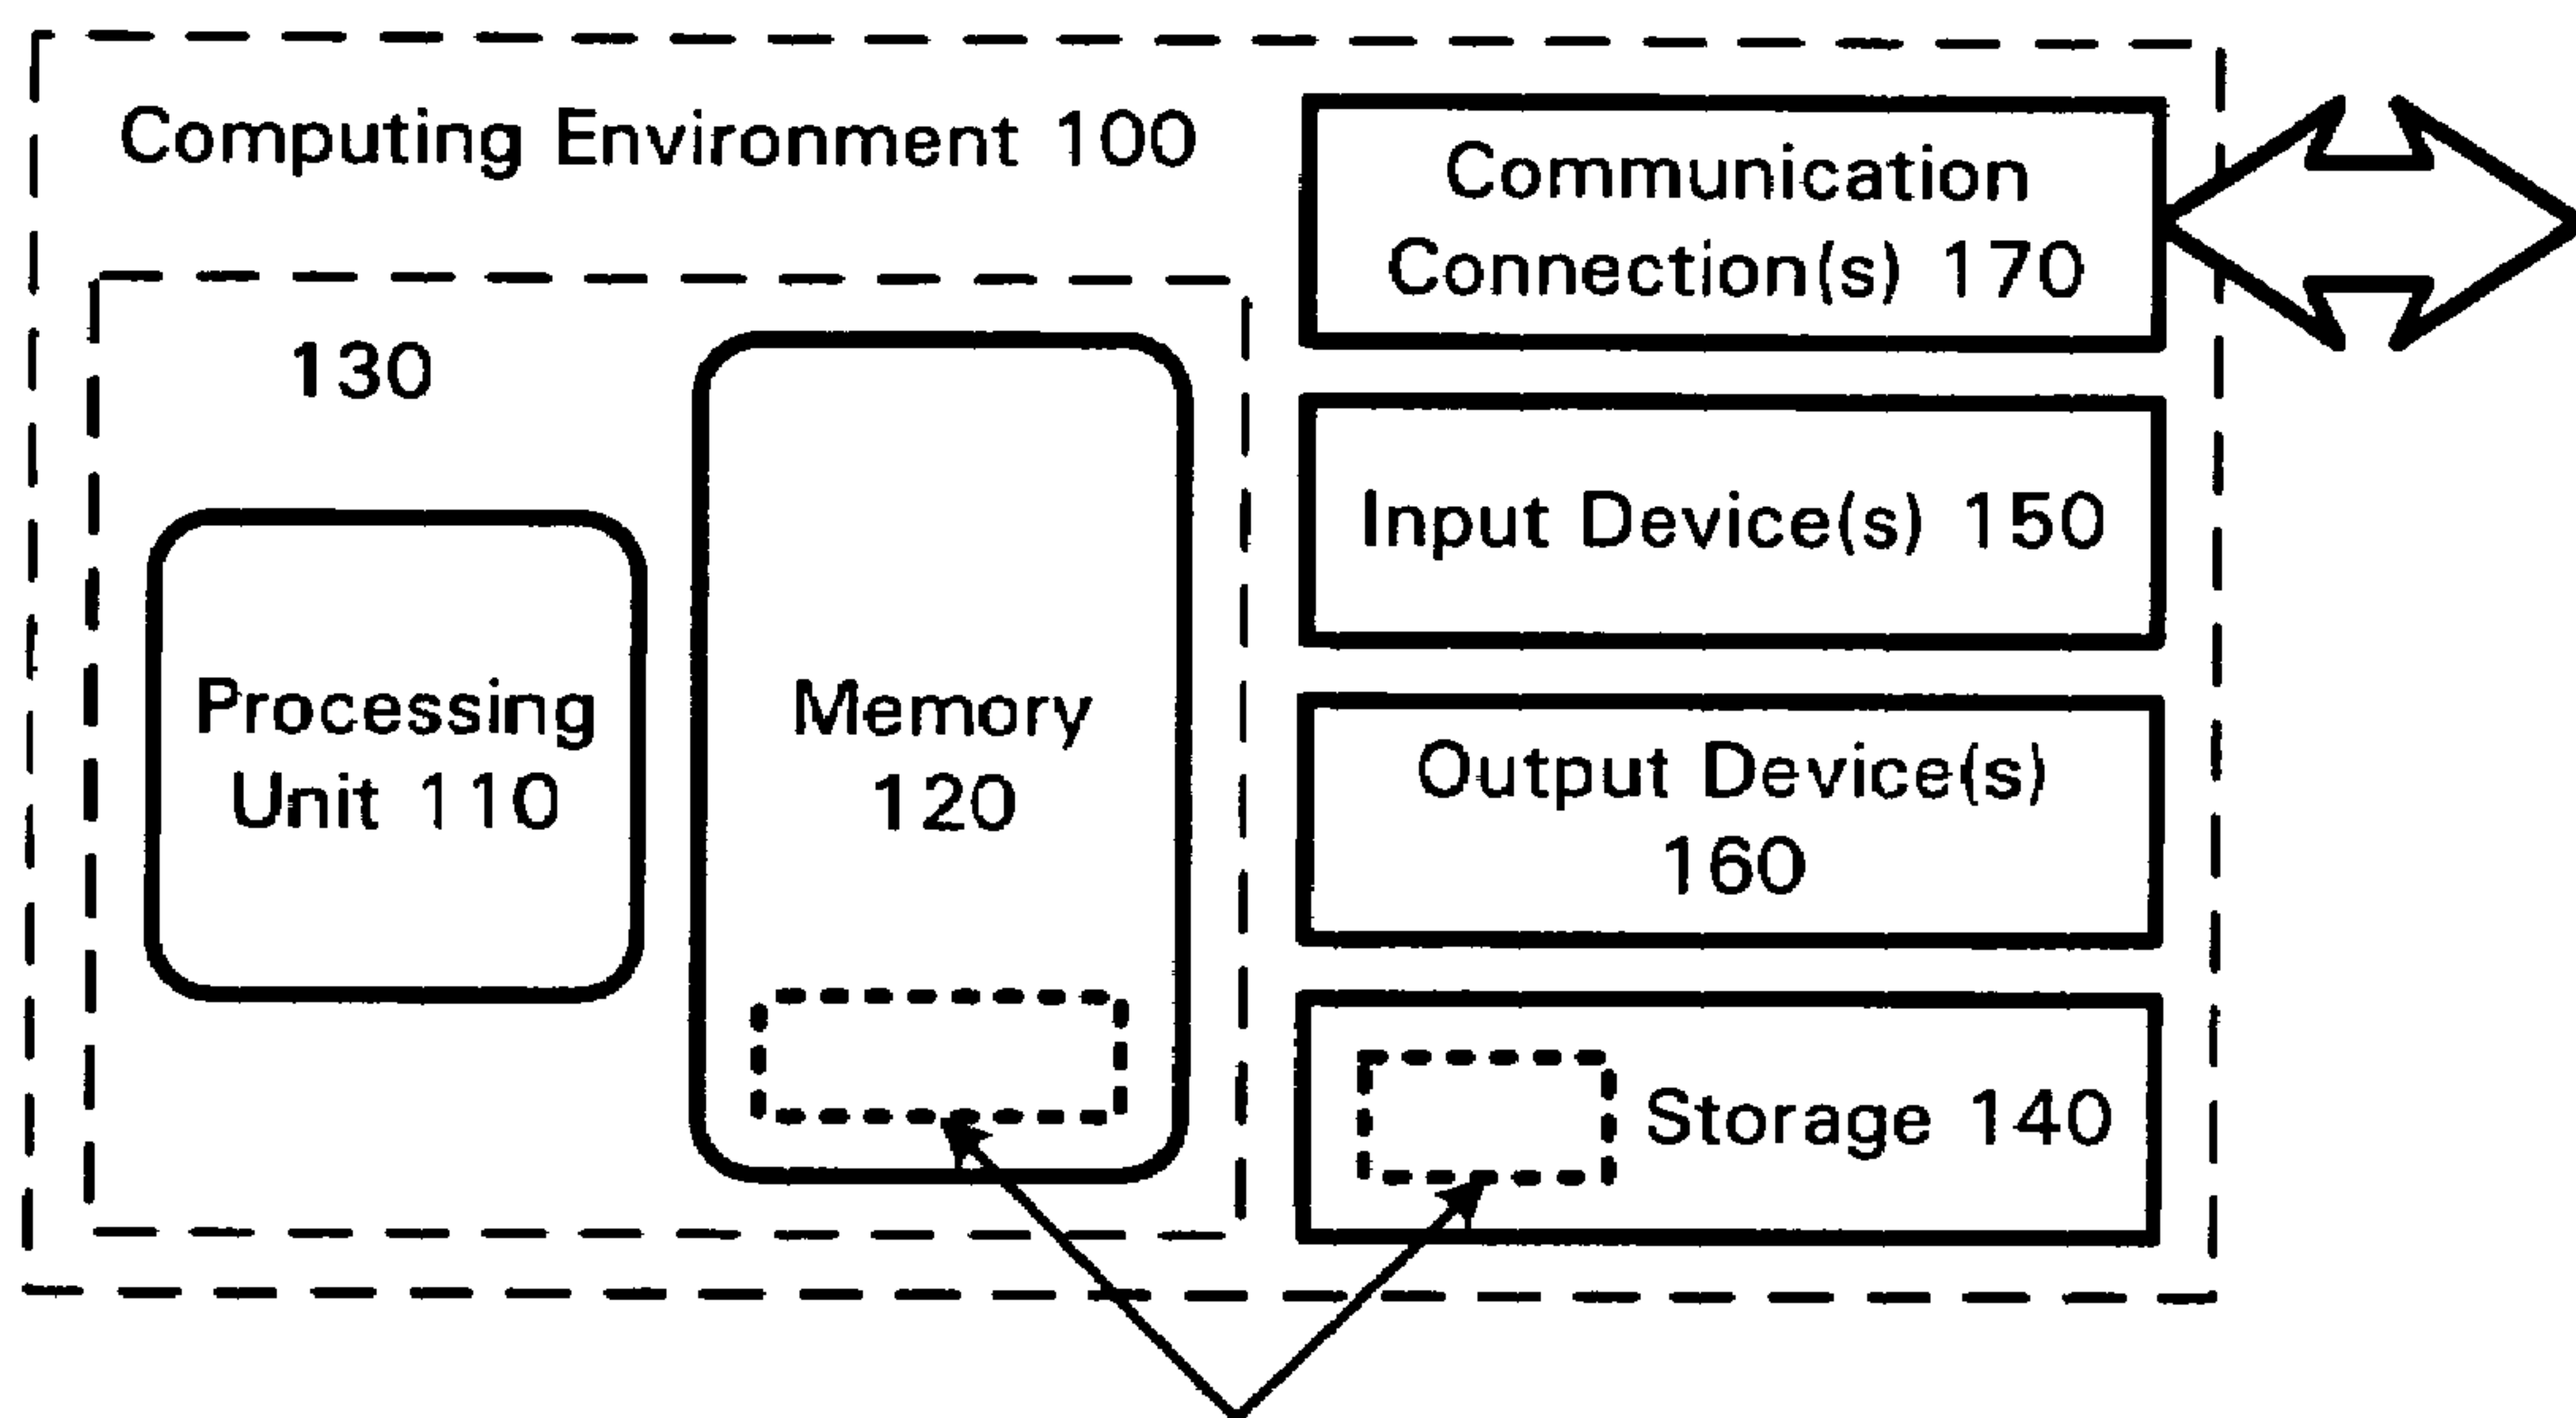 Computing Environment 100
Communication
Connection(s) 170
130
Input Device(s) 150
Processing
Unit 110
Memory
120
Output Device(s)
160
Storage 140